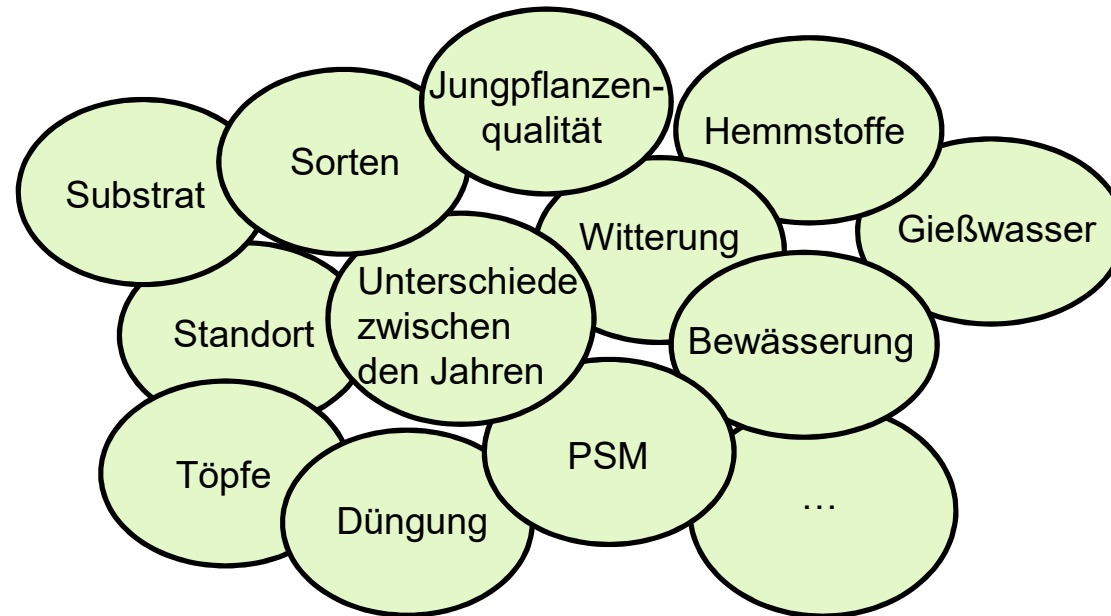 Jungpflanzen-
qualität
Hemmstoffe
Sorten
Substrat
Witterung
Gießwasser
Unterschiede
zwischen
den Jahren
Standort
Bewässerung
PSM
Töpfe
Düngung
…